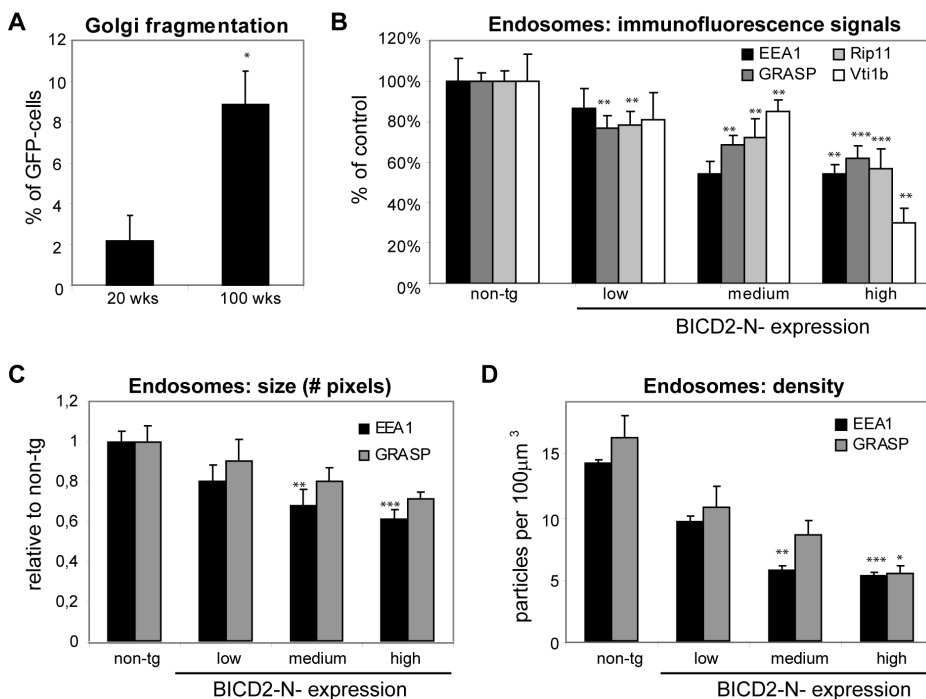 A
Golgi fragmentation
% of GFP-cells
12
10
8
6
4
2
0
*
20 wks
100 wks
B
Endosomes: immunofluorescence signals
% of control
120%
100%
80%
60%
40%
20%
0%
EEA1
Rip11
GRASP
Vti1b
** **
** ** **
** *** *** **
non-tg
low
medium
high
BICD2-N- expression
C
Endosomes: size (# pixels)
relative to non-tg
1,2
1
0,8
0,6
0,4
0,2
0
EEA1
GRASP
**
***
non-tg
low
medium
high
BICD2-N- expression
D
Endosomes: density
particles per 100µm 3
15
10
5
0
EEA1
GRASP
**
*** *
non-tg
low
medium
high
BICD2-N- expression